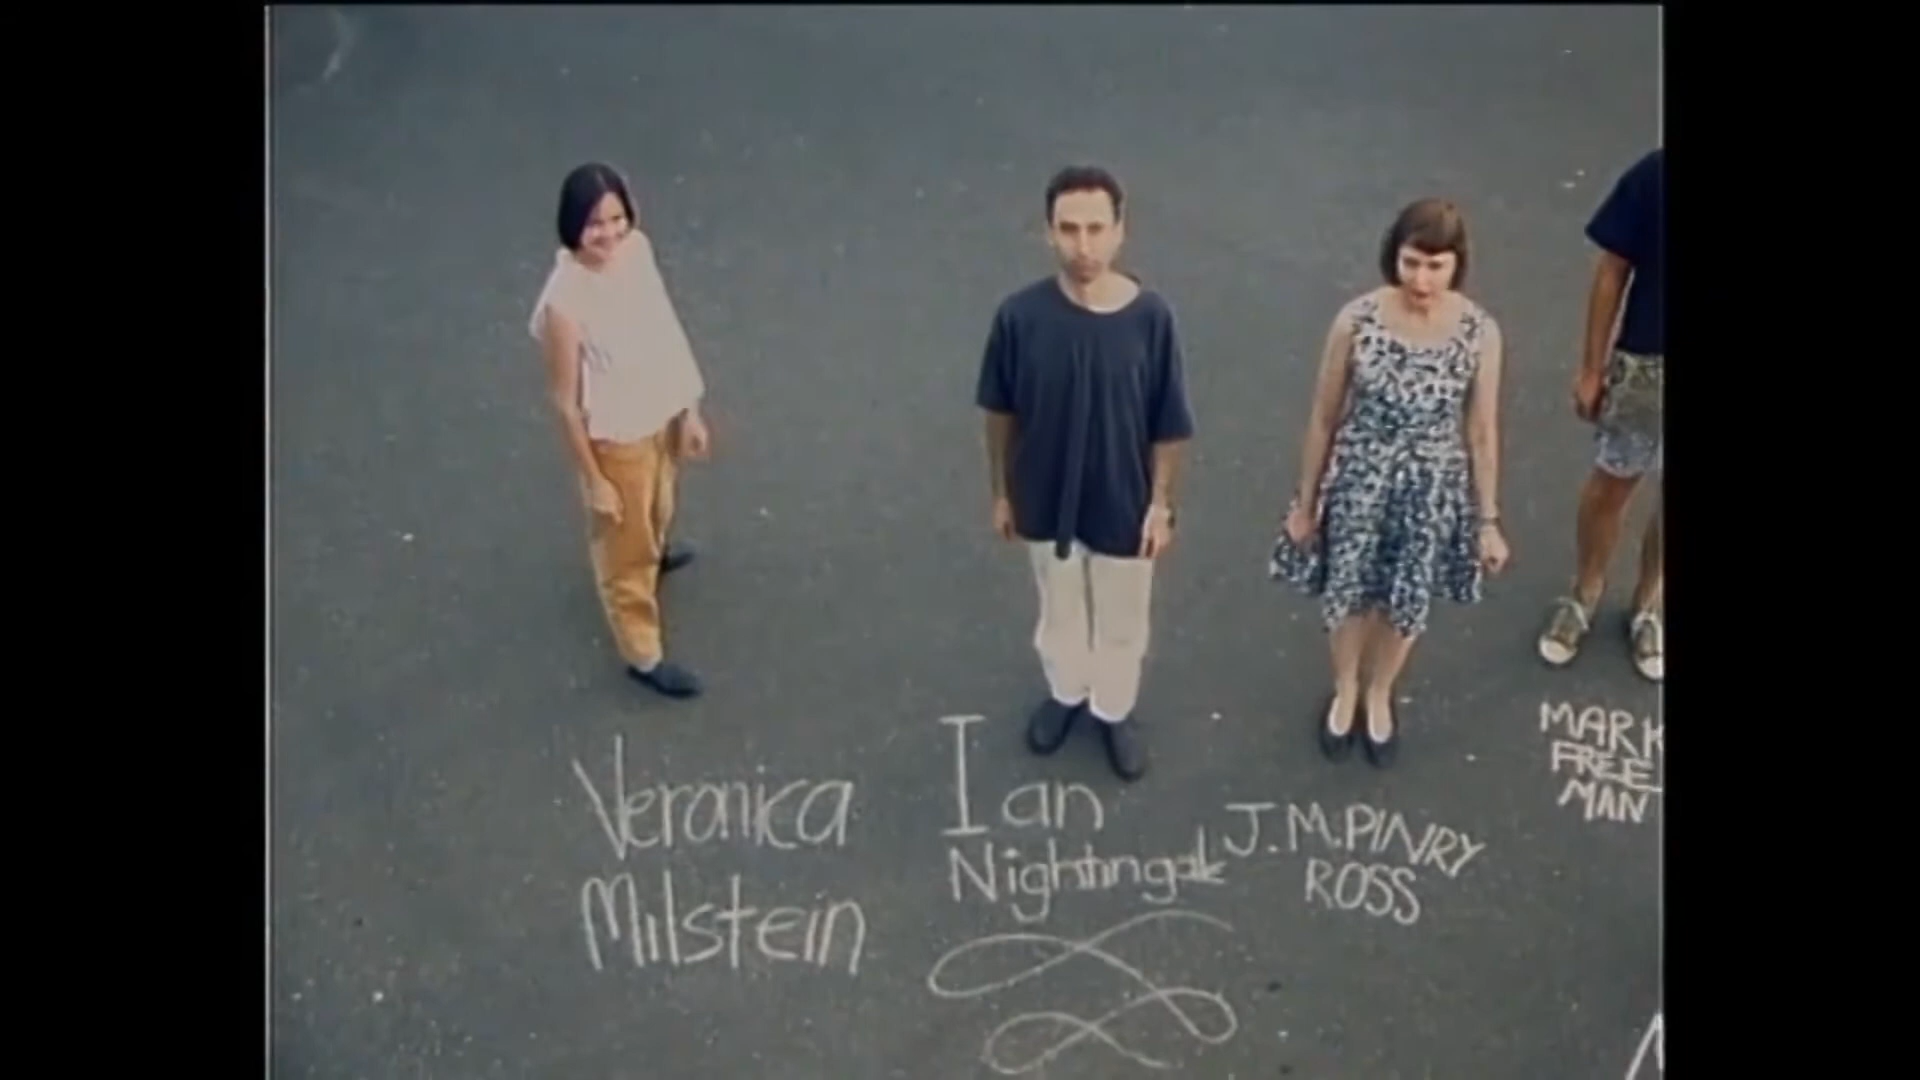 Veronica
Milstein
Ian
Nightingale
J.M.PINRY
ROSS
MARK
FREE
MAN